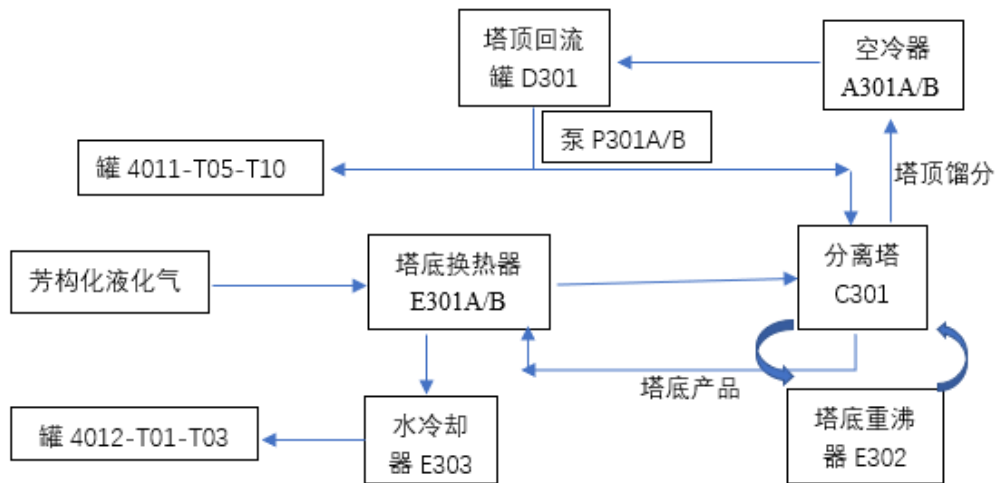 塔顶回流
罐 D301
空冷器
A301A/B
泵 P301A/B
罐 4011-T05-T10
塔顶馏分
芳构化液化气
塔底换热器
E301A/B
分离塔
C301
塔底产品
罐 4012-T01-T03
水冷却
器 E303
塔底重沸
器 E302